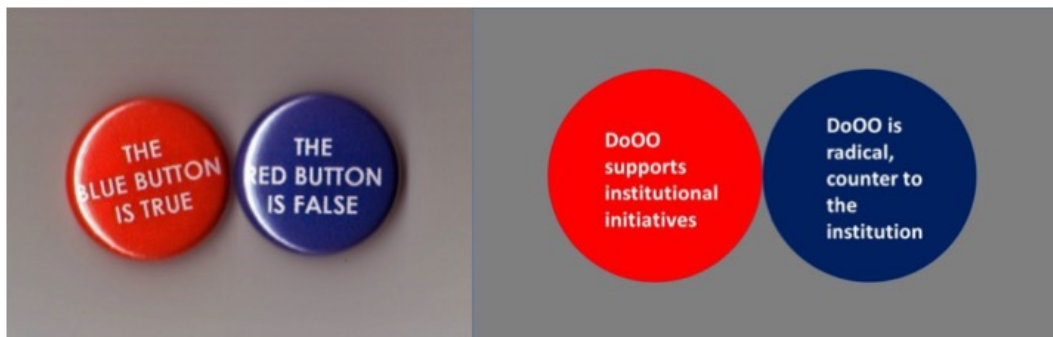 THE
BLUE BUTTON
IS TRUE
THE
RED BUTTON
IS FALSE
DoOO
supports
institutional
initiatives
DoOO is
radical,
counter to
the
institution